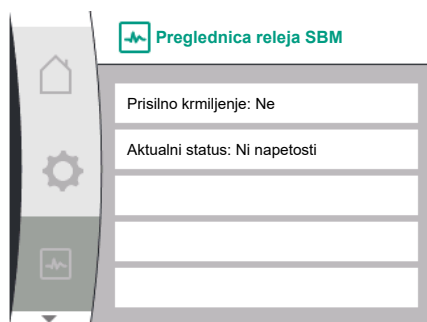 Preglednica releja SBM
Prisilno krmiljenje: Ne
Aktualni status: Ni napetosti